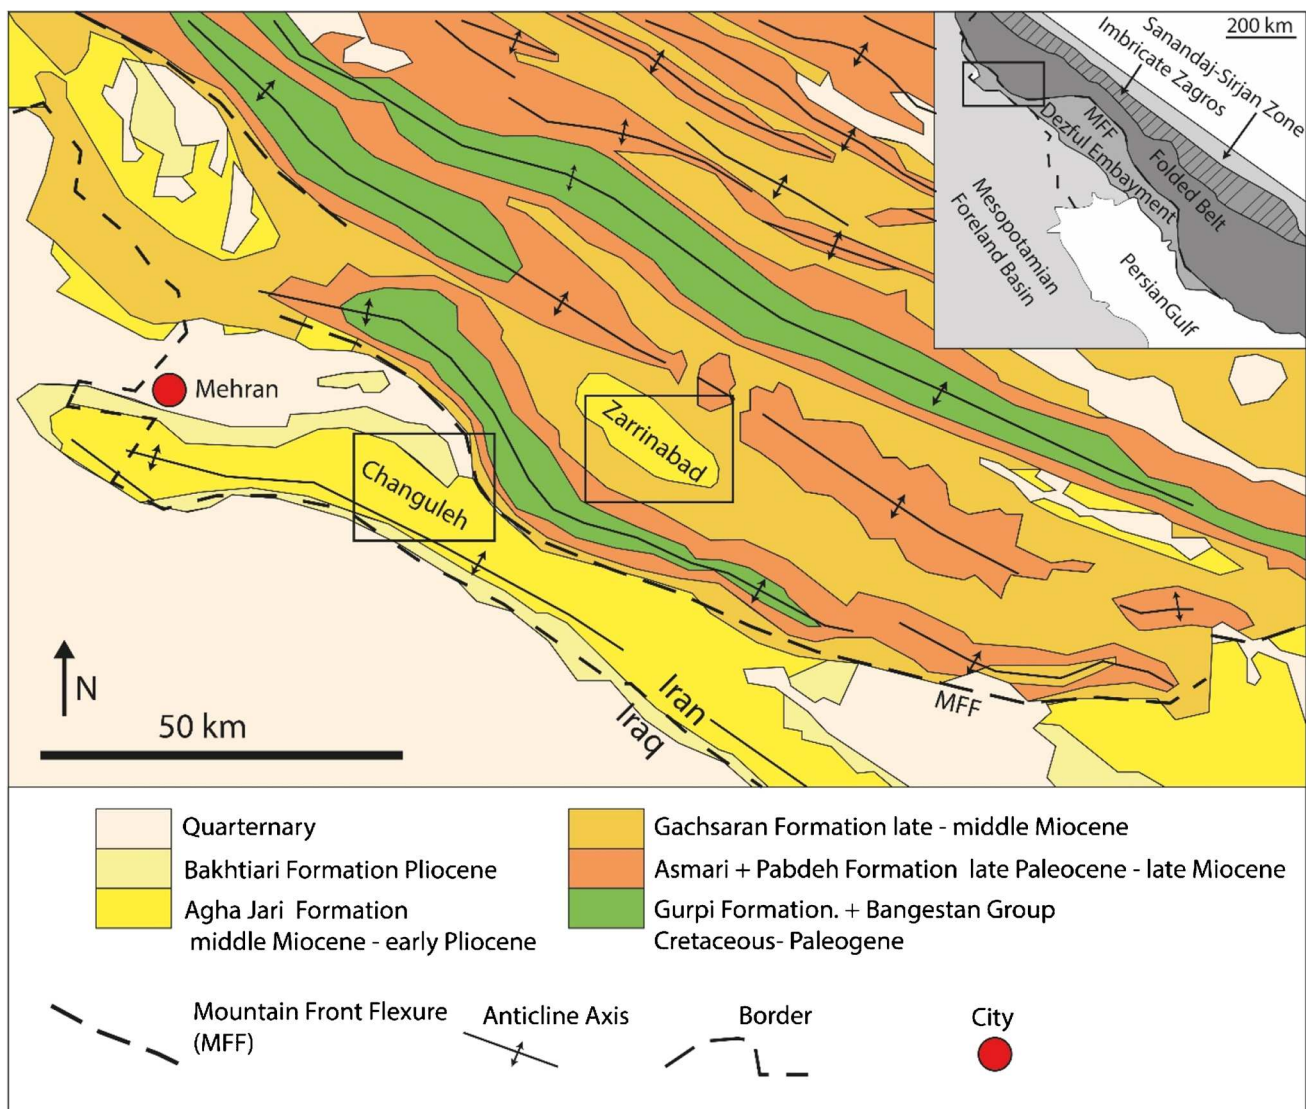 200 km
Sanandaj-Sirjan Zone
Imbricate Zagros
MFF
Dezful Embayment
Folded Belt
Mesopotamian
Foreland Basin
PersianGulf
Mehran
Zarrinabad
Changuleh
N
50 km
Iran
Iraq
MFF
Quarternary
Bakhtiari Formation Pliocene
Agha Jari Formation
middle Miocene - early Pliocene
Gachsaran Formation late - middle Miocene
Asmari + Pabdeh Formation late Paleocene - late Miocene
Gurpi Formation. + Bangestan Group
Cretaceous- Paleogene
Mountain Front Flexure
(MFF)
Anticline Axis
Border
City